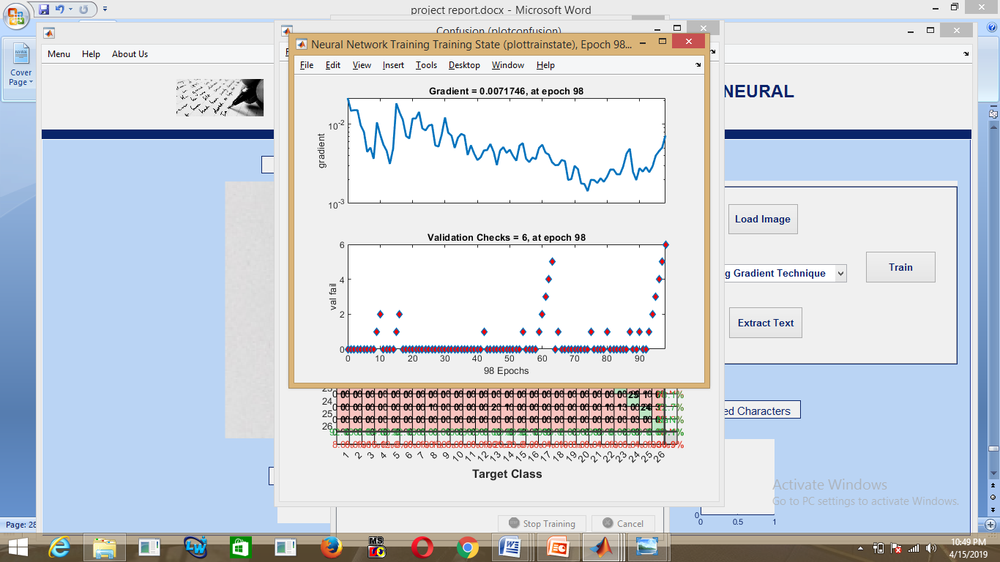 project report.docx - Microsoft Word
Confusion (plotconfusion)
Neural Network Training Training State (plottrainstate), Epoch 98...
Menu Help About Us
File Edit View Insert Tools Desktop Window Help
Cover
Page
NEURAL
Gradient = 0.0071746, at epoch 98
gradient
10-2
10-3
Validation Checks = 6, at epoch 98
val fail
6
4
2
0
0 10 20 30 40 50 60 70 80 90
98 Epochs
Load Image
g Gradient Technique
Train
Extract Text
ed Characters
23
24
25
26
1 2 3 4 5 6 7 8 9 10 11 12 13 14 15 16 17 18 19 20 21 22 23 24 25 26
Target Class
Activate Windows
Go to PC settings to activate Windows.
0
0 0.5 1
Stop Training Cancel
Page: 28
MS
10:49 PM
4/15/2019